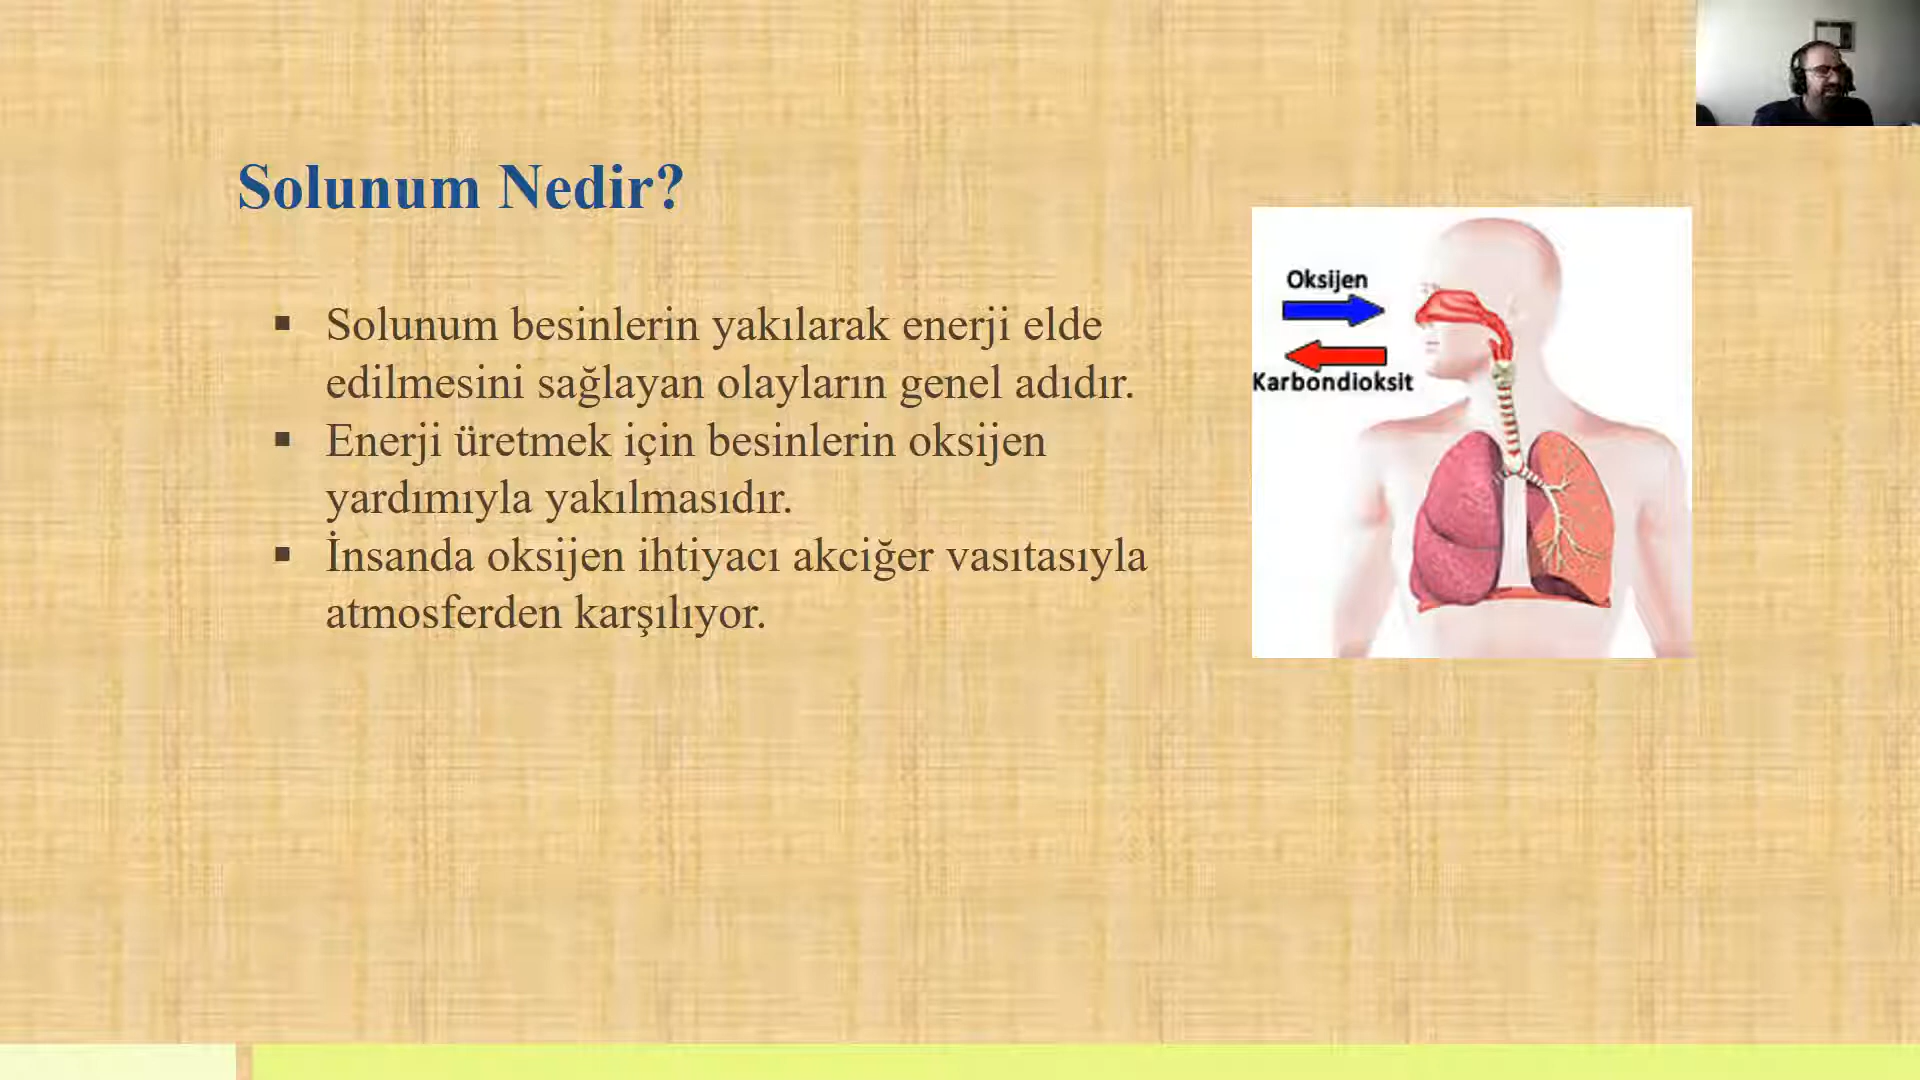 Solunum Nedir?
▪ Solunum besinlerin yakılarak enerji elde
edilmesini sağlayan olayların genel adıdır.
▪ Enerji üretmek için besinlerin oksijen
yardımıyla yakılmasıdır.
▪ İnsanda oksijen ihtiyacı akciğer vasıtasıyla
atmosferden karşılıyor.
Oksijen
Karbondioksit